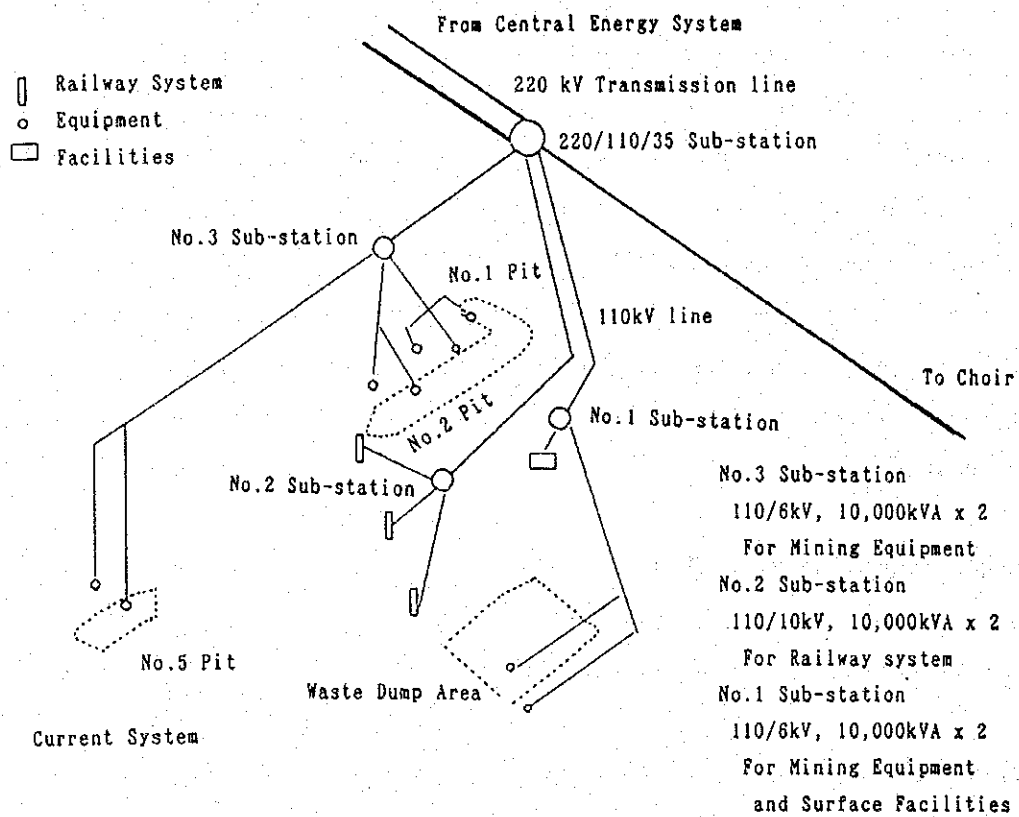 From Central Energy System
Railway System
Equipment
Facilities
220 kV Transmission line
220/110/35 Sub-station
No.3 Sub-station
No.1 Pit
110kV line
To Choir
No.2 Pit
No.1 Sub-station
No.2 Sub-station
No.5 Pit
Waste Dump Area
Current System
No.3 Sub-station
110/6kV, 10,000kVA x 2
For Mining Equipment
No.2 Sub-station
110/10kV, 10,000kVA x 2
For Railway system
No.1 Sub-station
110/6kV, 10,000kVA x 2
For Mining Equipment
and Surface Facilities